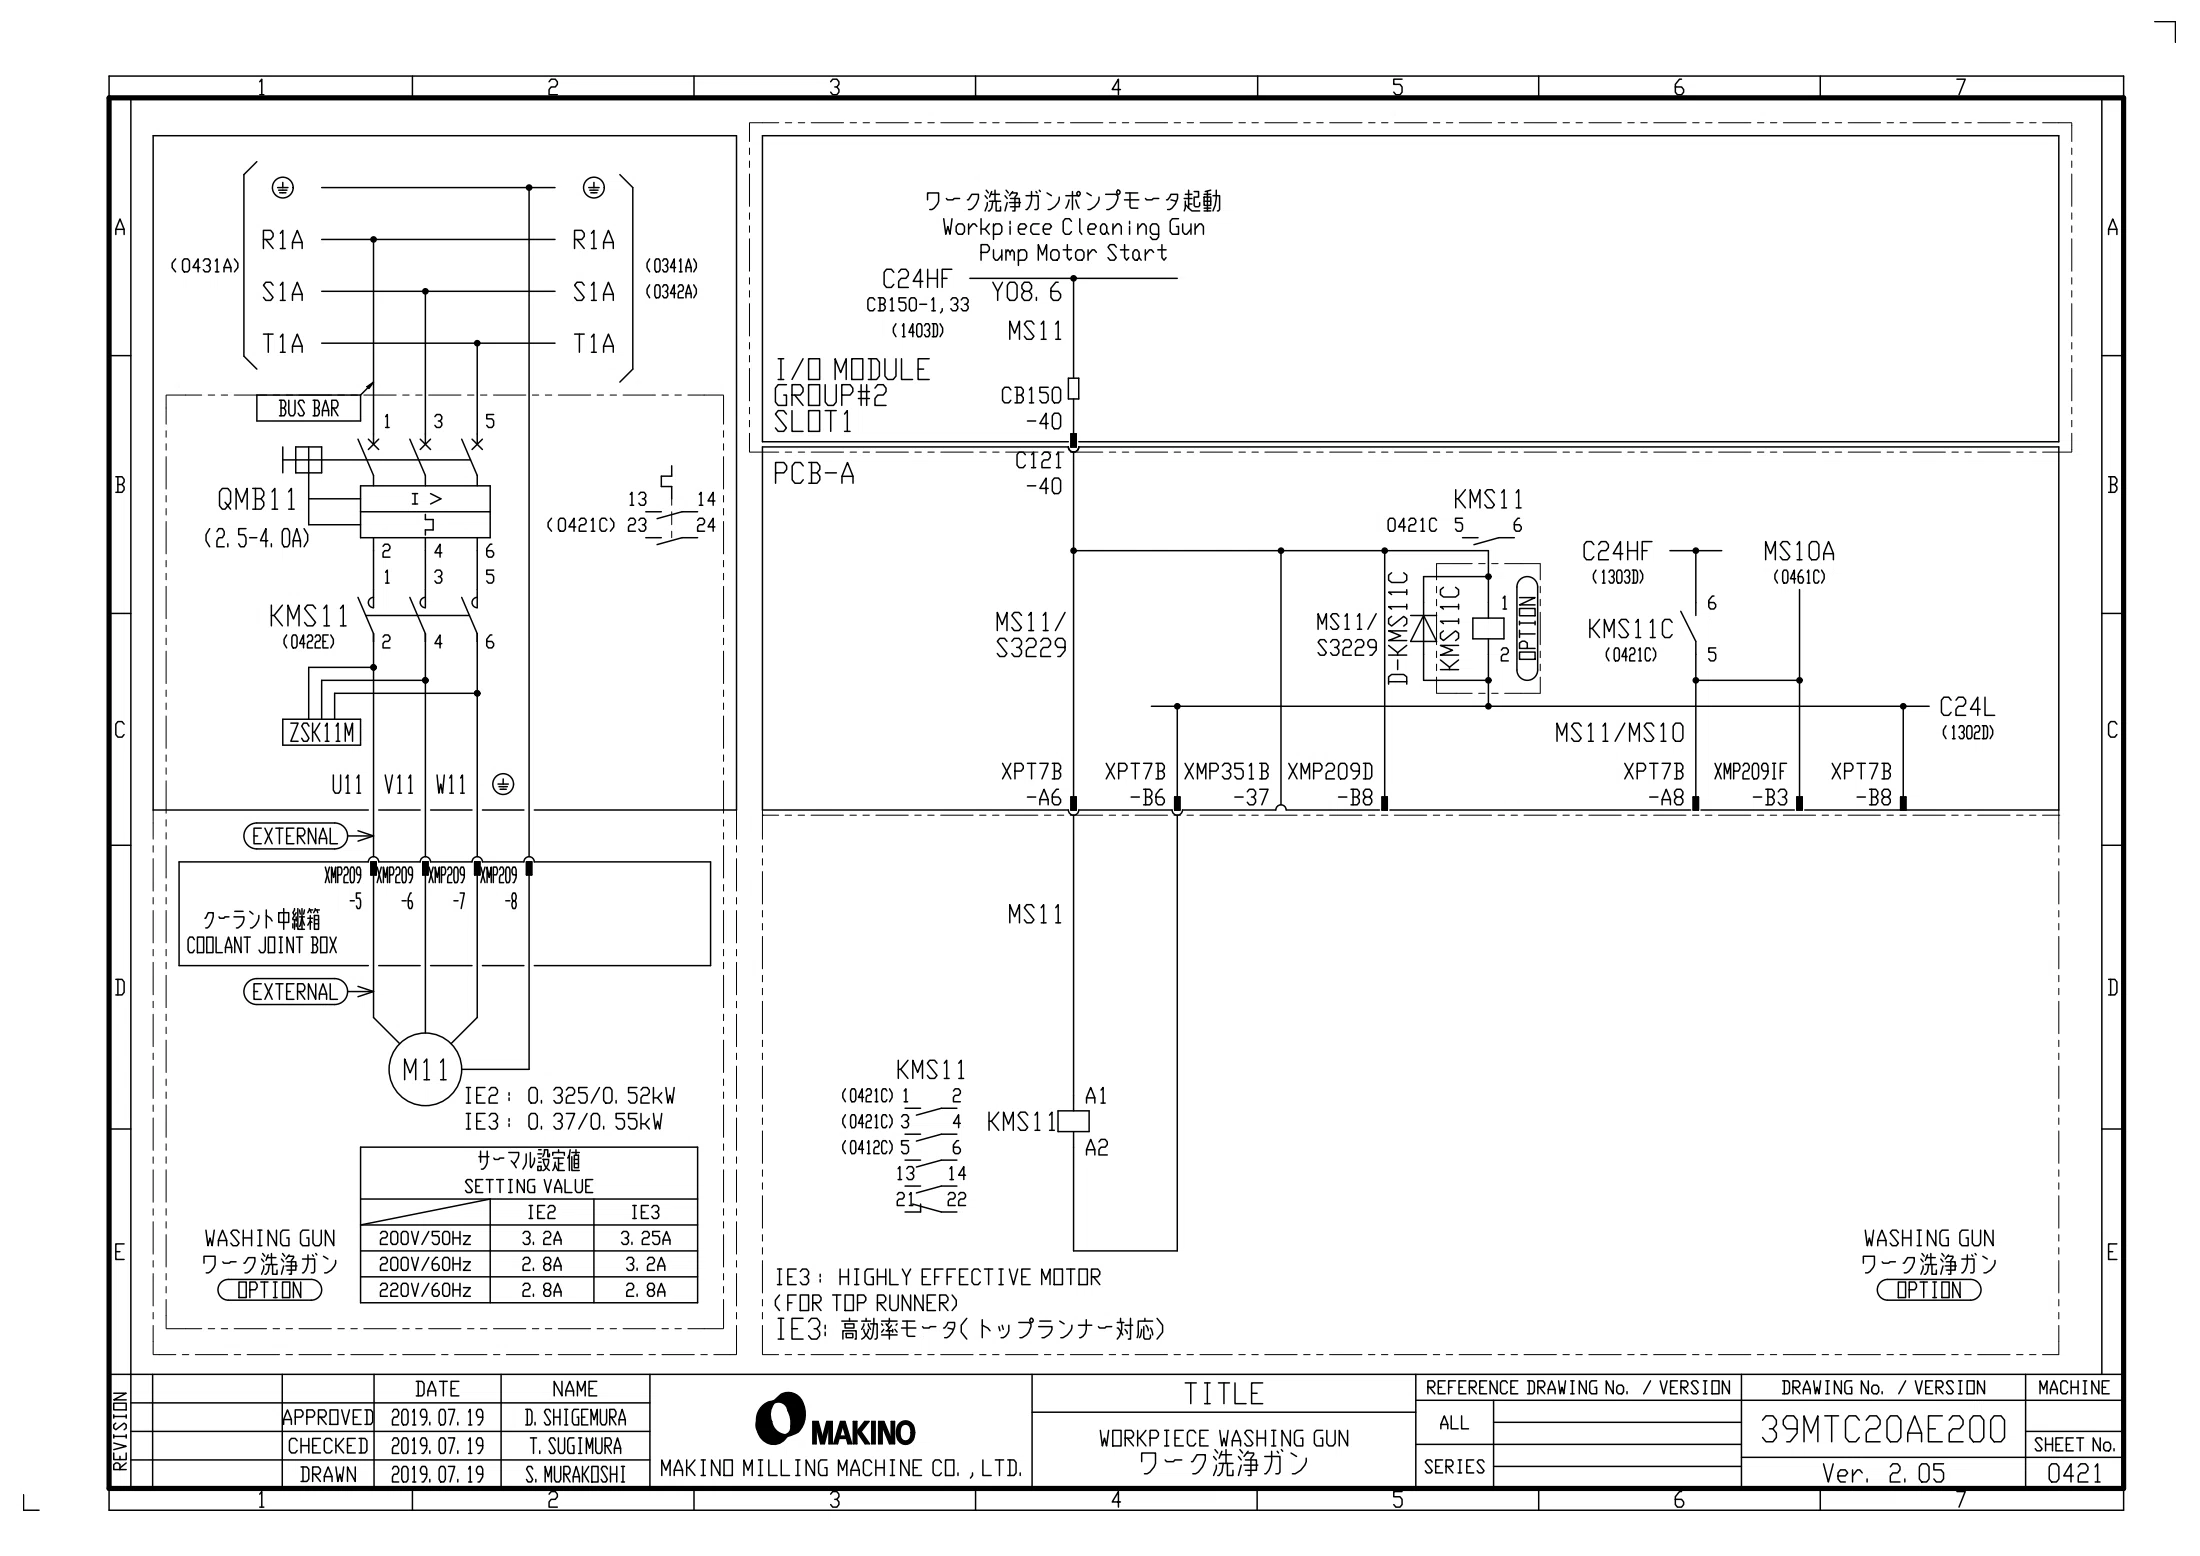 1 2 3 4 5 6 7
A
B
C
D
E
R1A R1A
(0431A)
(0341A)
S1A S1A
(0342A)
T1A T1A
BUS BAR
1 3 5
QMB11
I >
(2.5-4.0A)
13 14
(0421C) 23 24
2 4 6
1 3 5
KMS11
(0422E)
2 4 6
ZSK11M
U11 V11 W11
EXTERNAL
XMP209 XMP209 XMP209 XMP209
-5 -6 -7 -8
クーラント中継箱
COOLANT JOINT BOX
EXTERNAL
M11
IE2: 0.325/0.52kW
IE3: 0.37/0.55kW
サーマル設定値
SETTING VALUE
IE2 IE3
200V/50Hz 3.2A 3.25A
200V/60Hz 2.8A 3.2A
220V/60Hz 2.8A 2.8A
WASHING GUN
ワーク洗浄ガン
OPTION
ワーク洗浄ガンポンプモータ起動
Workpiece Cleaning Gun
Pump Motor Start
C24HF
CB150-1,33
(1403D)
Y08.6
MS11
I/O MODULE
GROUP#2
SLOT1
CB150
-40
PCB-A
C121
-40
KMS11
0421C 5 6
MS11/
S3229
MS11/
S3229
D-KMS11C
KMS11C
1
2
OPTION
C24HF
(1303D)
MS10A
(0461C)
6
KMS11C
(0421C)
5
C24L
(1302D)
MS11/MS10
XPT7B XPT7B XMP351B XMP209D XPT7B XMP209IF XPT7B
-A6 -B6 -37 -B8 -A8 -B3 -B8
MS11
KMS11
(0421C) 1 2
(0421C) 3 4
(0412C) 5 6
13 14
21 22
KMS11
A1
A2
IE3: HIGHLY EFFECTIVE MOTOR
(FOR TOP RUNNER)
IE3: 高効率モータ(トップランナー対応)
WASHING GUN
ワーク洗浄ガン
OPTION
A
B
C
D
E
REVISION
DATE NAME
APPROVED 2019.07.19 D. SHIGEMURA
CHECKED 2019.07.19 T. SUGIMURA
DRAWN 2019.07.19 S. MURAKOSHI
MAKINO
MAKINO MILLING MACHINE CO.,LTD.
TITLE
WORKPIECE WASHING GUN
ワーク洗浄ガン
REFERENCE DRAWING No. / VERSION
ALL
SERIES
DRAWING No. / VERSION
39MTC20AE200
Ver. 2.05
MACHINE
SHEET No.
0421
1 2 3 4 5 6 7